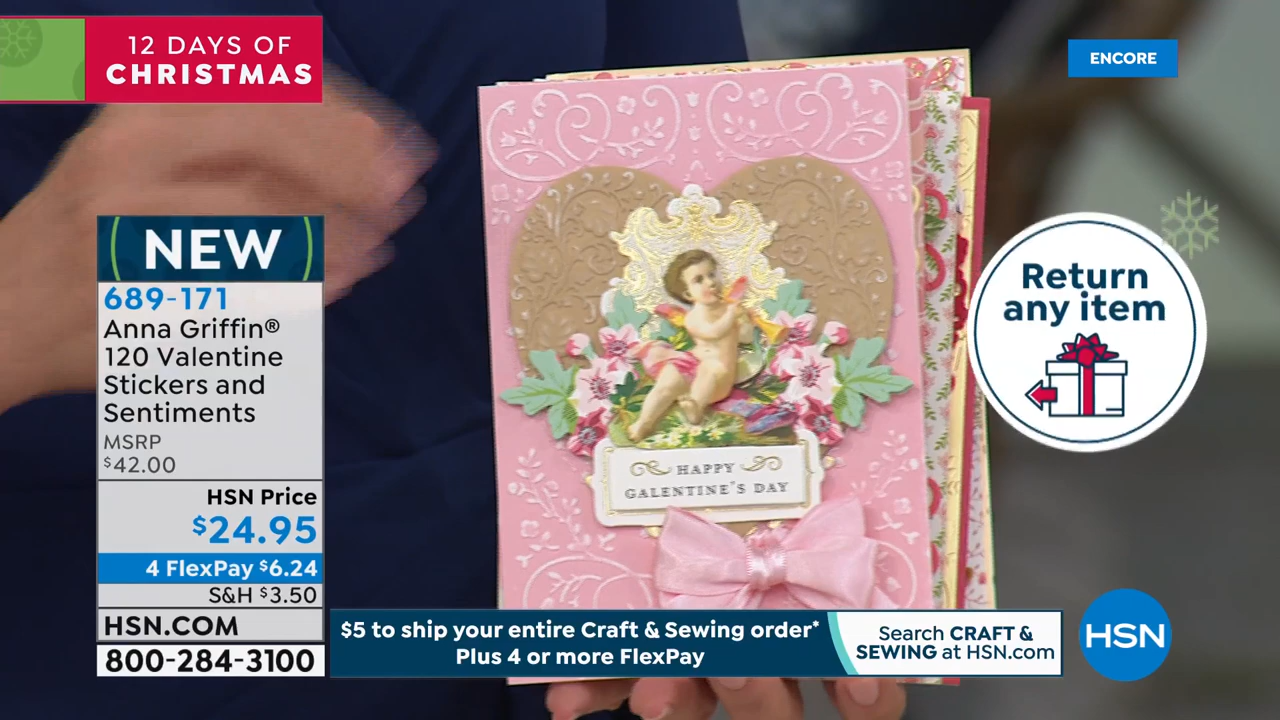 12 DAYS OF
CHRISTMAS
ENCORE
NEW
689-171
Anna Griffin®
120 Valentine
Stickers and
Sentiments
MSRP
$42.00
HSN Price
$24.95
4 FlexPay $6.24
S&H $3.50
HSN.COM
800-284-3100
HAPPY
GALENTINE'S DAY
Return
any item
$5 to ship your entire Craft & Sewing order*
Plus 4 or more FlexPay
Search CRAFT &
SEWING at HSN.com
HSN